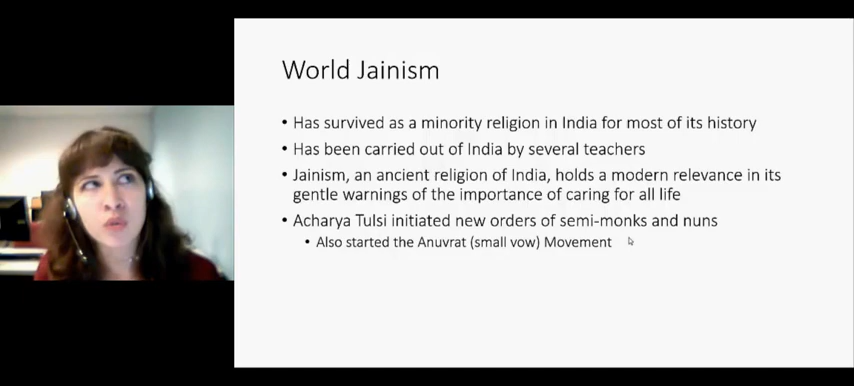 World Jainism
• Has survived as a minority religion in India for most of its history
• Has been carried out of India by several teachers
• Jainism, an ancient religion of India, holds a modern relevance in its
gentle warnings of the importance of caring for all life
• Acharya Tulsi initiated new orders of semi-monks and nuns
• Also started the Anuvrat (small vow) Movement